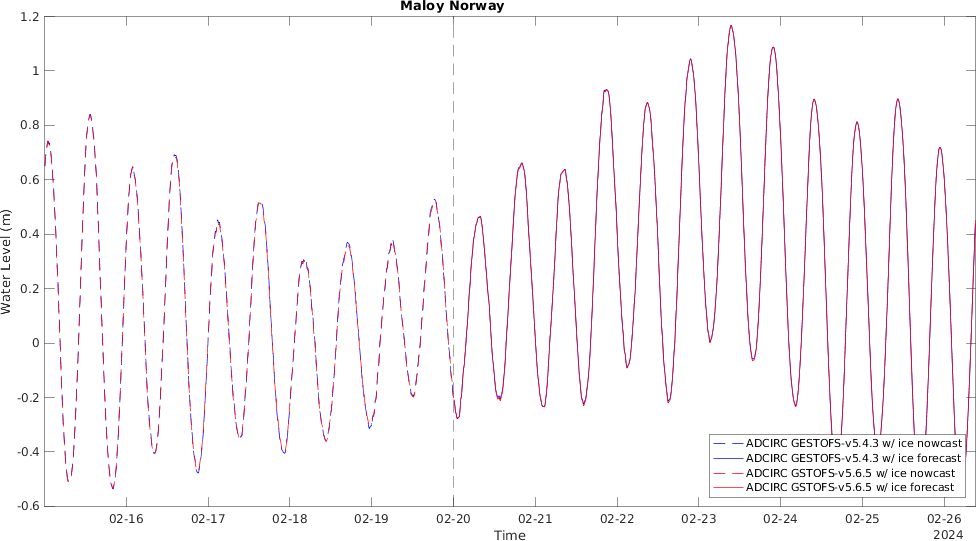 Maloy Norway
Water Level (m)
1.2
1
0.8
0.6
0.4
0.2
0
-0.2
-0.4
-0.6
ADCIRC GESTOFS-v5.4.3 w/ ice nowcast
ADCIRC GESTOFS-v5.4.3 w/ ice forecast
ADCIRC GSTOFS-v5.6.5 w/ ice nowcast
ADCIRC GSTOFS-v5.6.5 w/ ice forecast
02-16 02-17 02-18 02-19 02-20 02-21 02-22 02-23 02-24 02-25 02-26
2024
Time